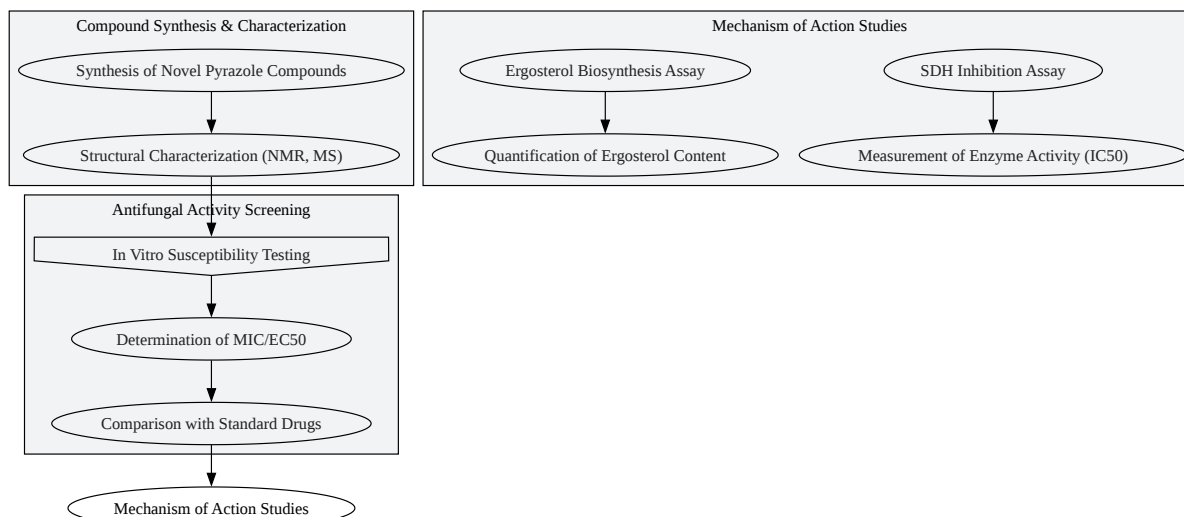 Compound Synthesis & Characterization
Synthesis of Novel Pyrazole Compounds
Structural Characterization (NMR, MS)
Mechanism of Action Studies
Ergosterol Biosynthesis Assay
SDH Inhibition Assay
Quantification of Ergosterol Content
Measurement of Enzyme Activity (IC50)
Antifungal Activity Screening
In Vitro Susceptibility Testing
Determination of MIC/EC50
Comparison with Standard Drugs
Mechanism of Action Studies